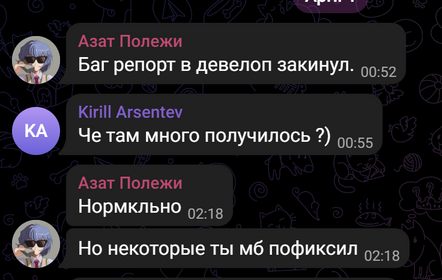 Азат Полежи
Баг репорт в девелоп закинул. 00:52
KA
Kirill Arsentev
Че там много получилось ?) 00:55
Азат Полежи
Нормкльно 02:18
Но некоторые ты мб пофиксил 02:18